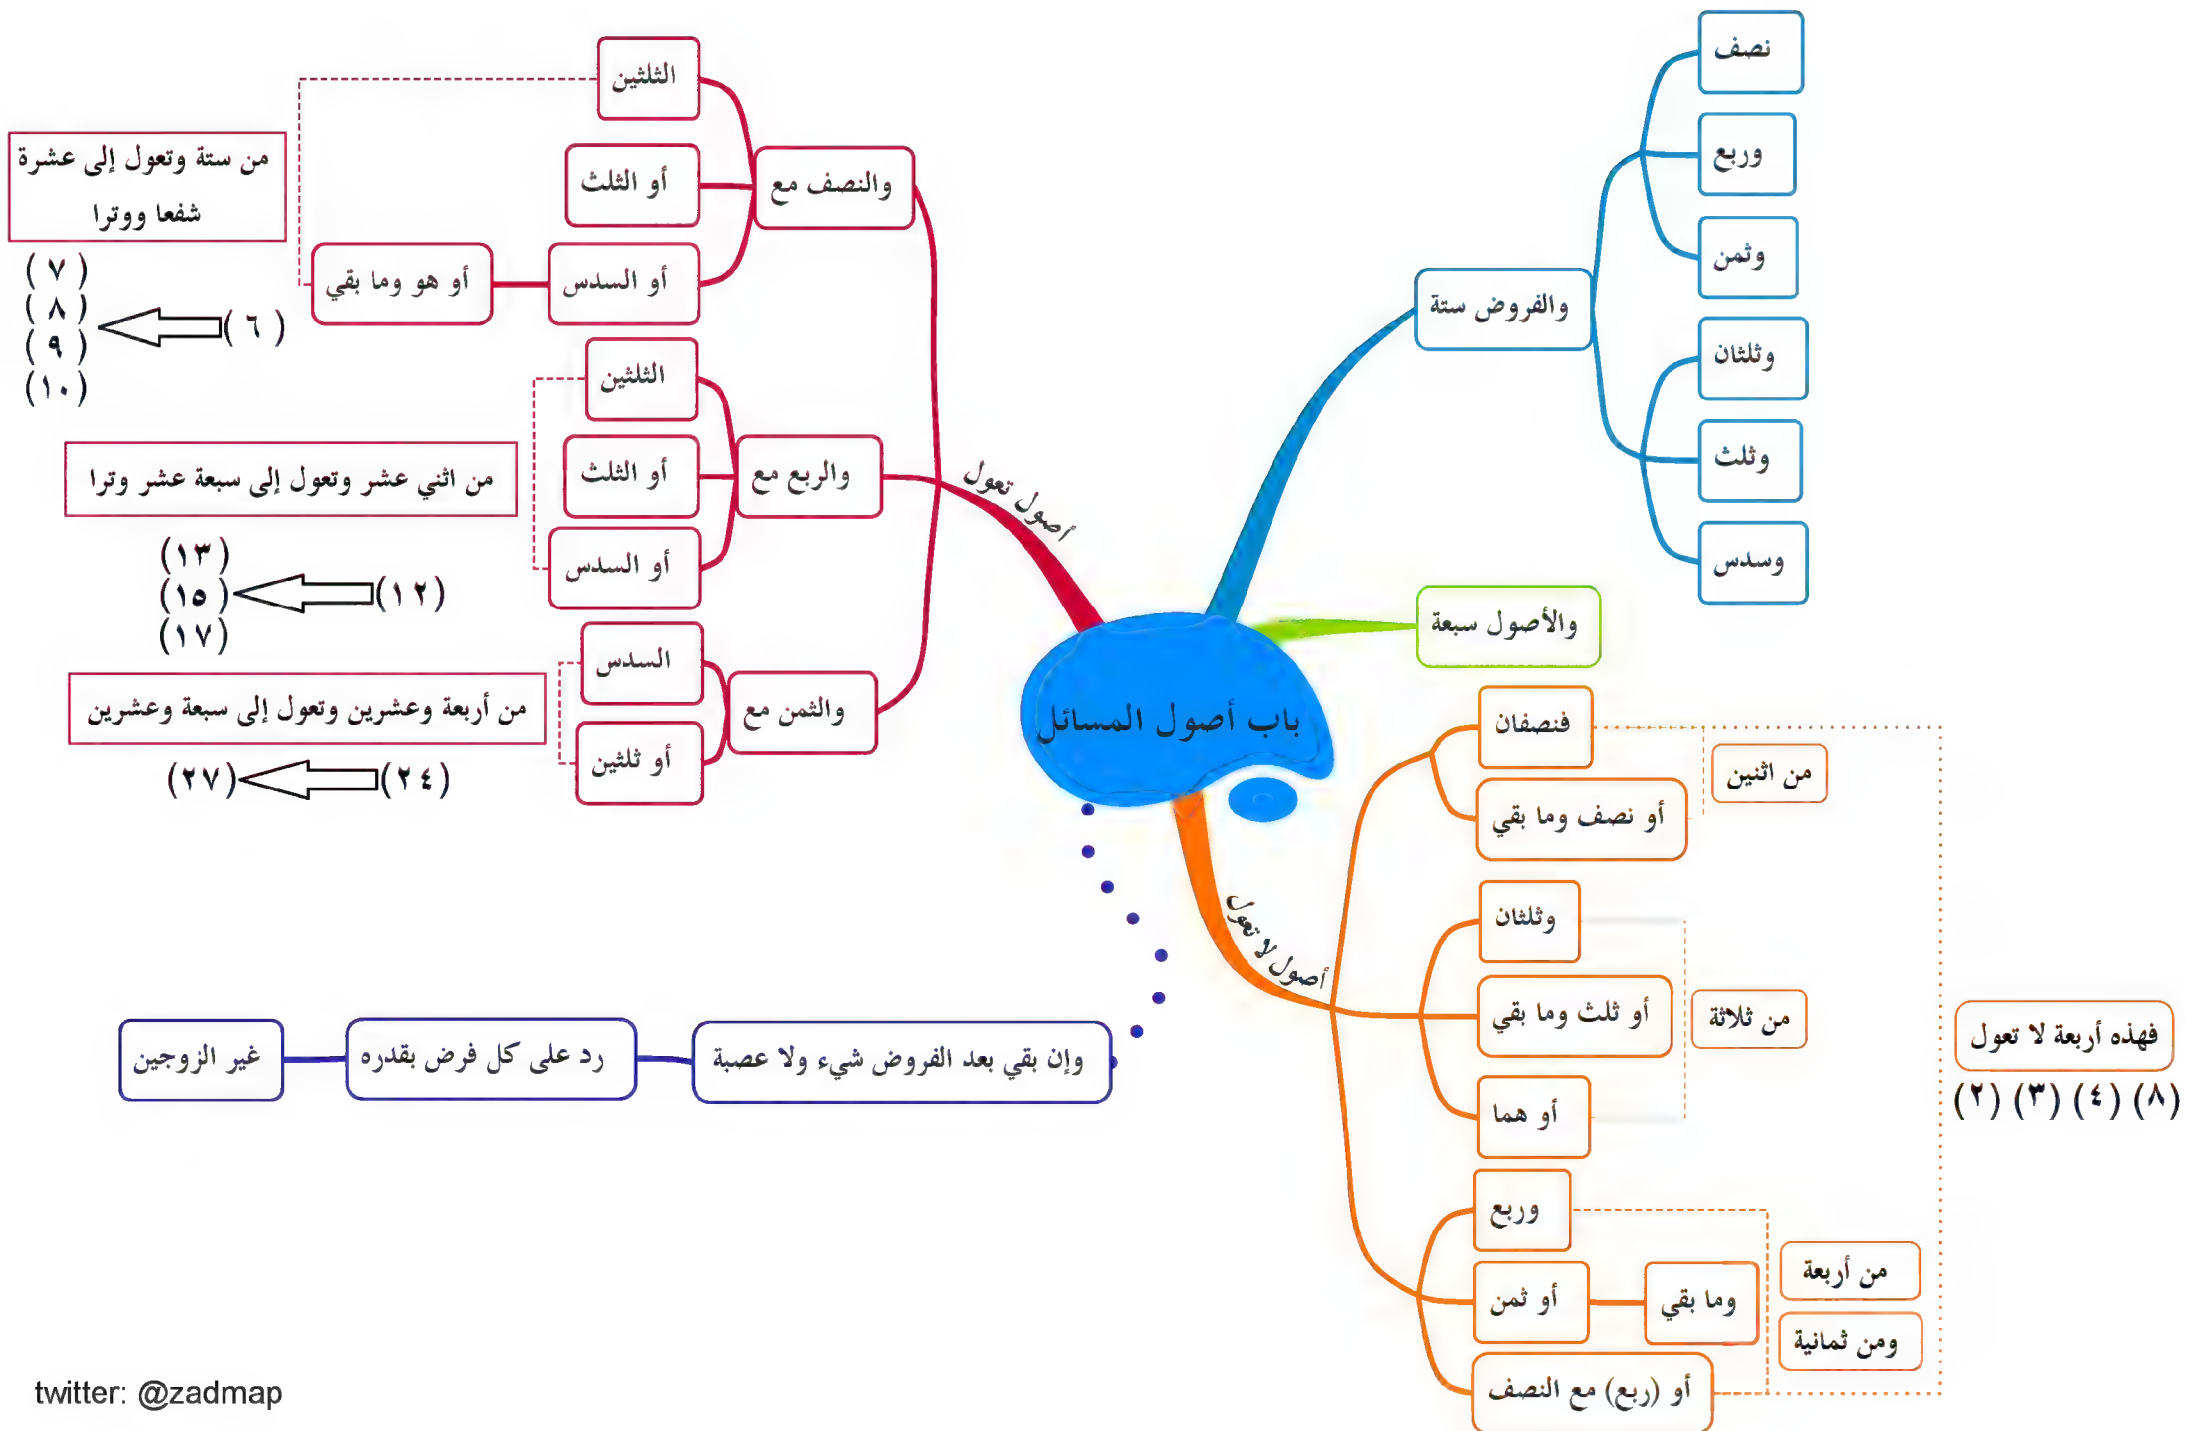 باب أصول المسائل
والفروض ستة
نصف
وربع
وثمن
وثلثان
وثلث
وسدس
والأصول سبعة
أصول لا تعول
فنصفان
أو نصف وما بقي
من اثنين
وثلثان
أو ثلث وما بقي
أو هما
من ثلاثة
وربع
أو ثمن
وما بقي
أو (ربع) مع النصف
من أربعة
ومن ثمانية
فهذه أربعة لا تعول
(٢) (٣) (٤) (٨)
أصول تعول
والنصف مع
الثلثين
أو الثلث
أو السدس
أو هو وما بقي
من ستة وتعول إلى عشرة
شفعا ووترا
(٦)
(٧)
(٨)
(٩)
(١٠)
والربع مع
الثلثين
أو الثلث
أو السدس
من اثني عشر وتعول إلى سبعة عشر وترا
(١٢)
(١٣)
(١٥)
(١٧)
والثمن مع
السدس
أو ثلثين
من أربعة وعشرين وتعول إلى سبعة وعشرين
(٢٤)
(٢٧)
وإن بقي بعد الفروض شيء ولا عصبة
رد على كل فرض بقدره
غير الزوجين
twitter: @zadmap